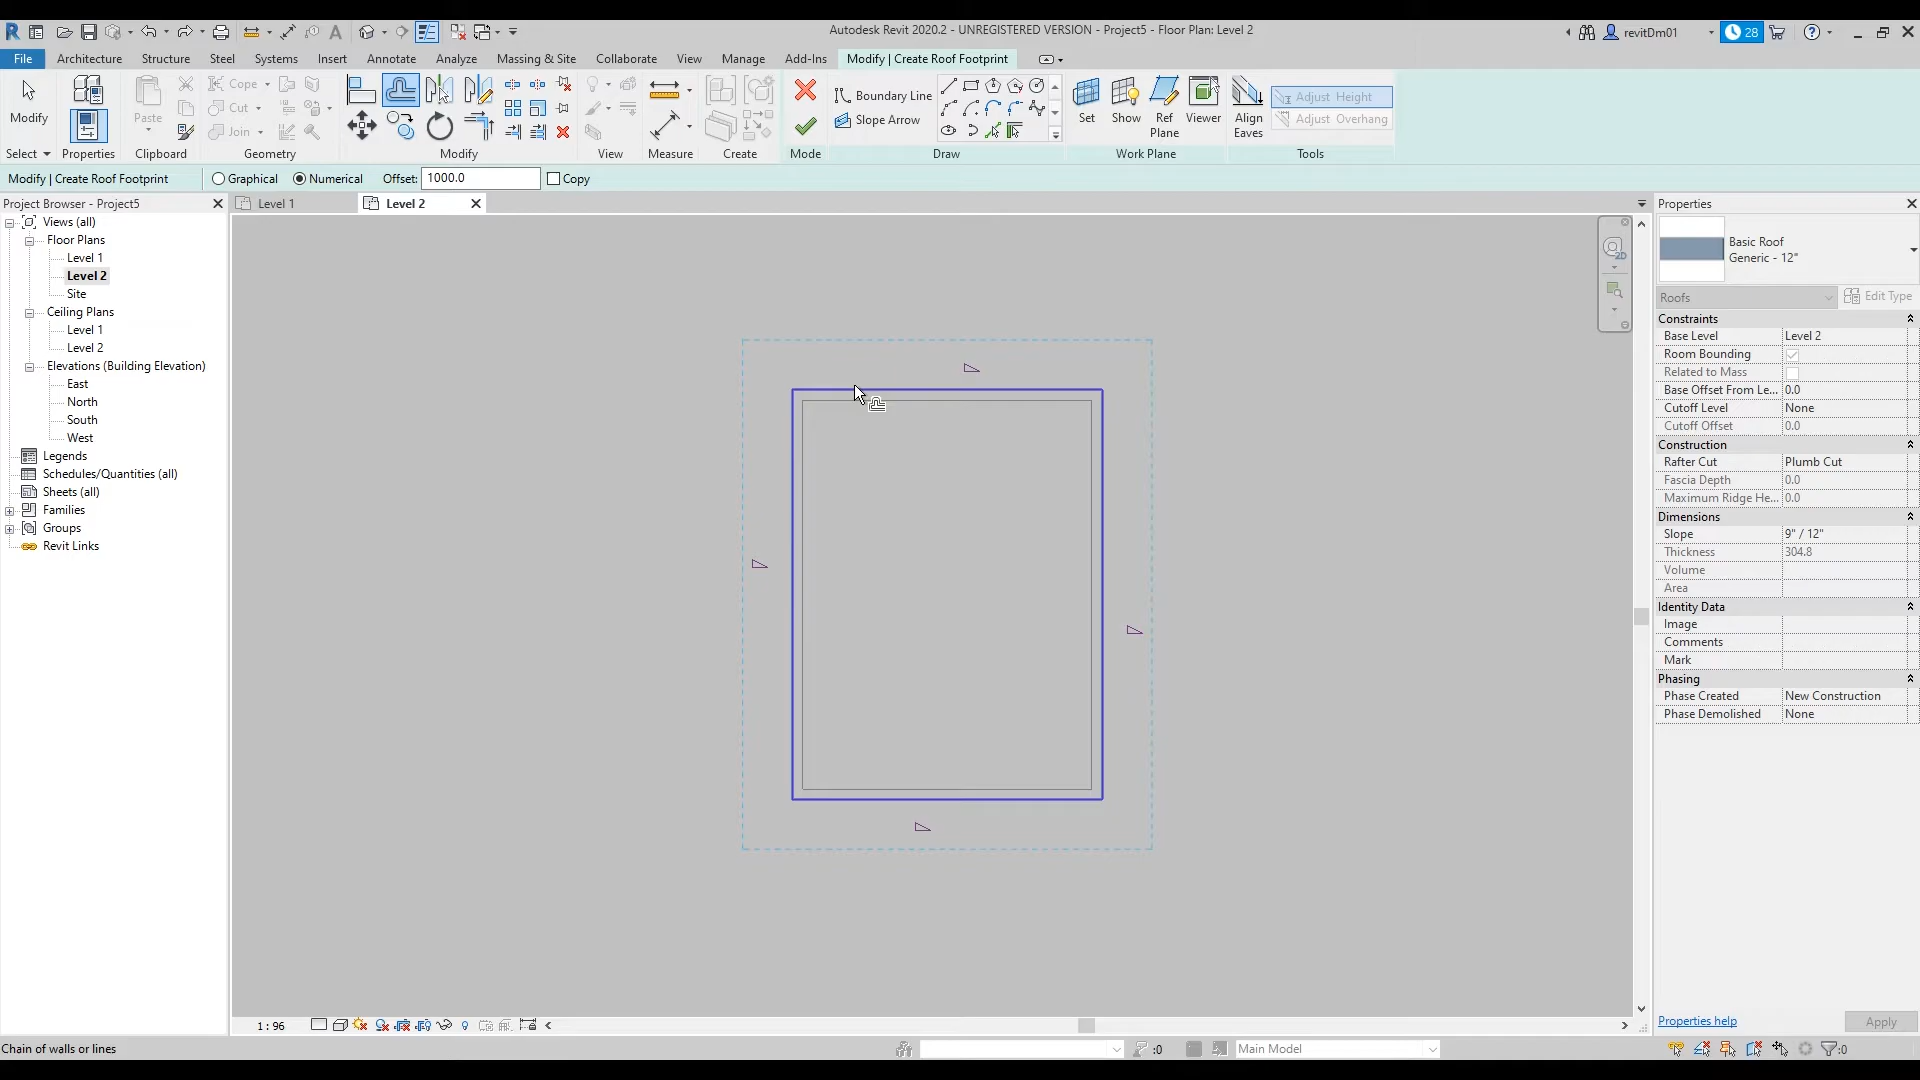 Autodesk Revit 2020.2 - UNREGISTERED VERSION - Project5 - Floor Plan: Level 2
revitDm01
28
File
Architecture
Structure
Steel
Systems
Insert
Annotate
Analyze
Massing & Site
Collaborate
View
Manage
Add-Ins
Modify | Create Roof Footprint
Modify
Paste
Cope
Cut
Join
Boundary Line
Slope Arrow
Set
Show
Ref
Plane
Viewer
Align
Eaves
Adjust Height
Adjust Overhang
Select
Properties
Clipboard
Geometry
Modify
View
Measure
Create
Mode
Draw
Work Plane
Tools
Modify | Create Roof Footprint
Graphical
Numerical
Offset:
1000.0
Copy
Project Browser - Project5
Views (all)
Floor Plans
Level 1
Level 2
Site
Ceiling Plans
Level 1
Level 2
Elevations (Building Elevation)
East
North
South
West
Legends
Schedules/Quantities (all)
Sheets (all)
Families
Groups
Revit Links
Level 1
Level 2
2D
Properties
Basic Roof
Generic - 12"
Roofs
Edit Type
Constraints
Base Level Level 2
Room Bounding
Related to Mass
Base Offset From Le... 0.0
Cutoff Level None
Cutoff Offset 0.0
Construction
Rafter Cut Plumb Cut
Fascia Depth 0.0
Maximum Ridge He... 0.0
Dimensions
Slope 9" / 12"
Thickness 304.8
Volume
Area
Identity Data
Image
Comments
Mark
Phasing
Phase Created New Construction
Phase Demolished None
Properties help
Apply
1 : 96
Chain of walls or lines
:0
Main Model
:0